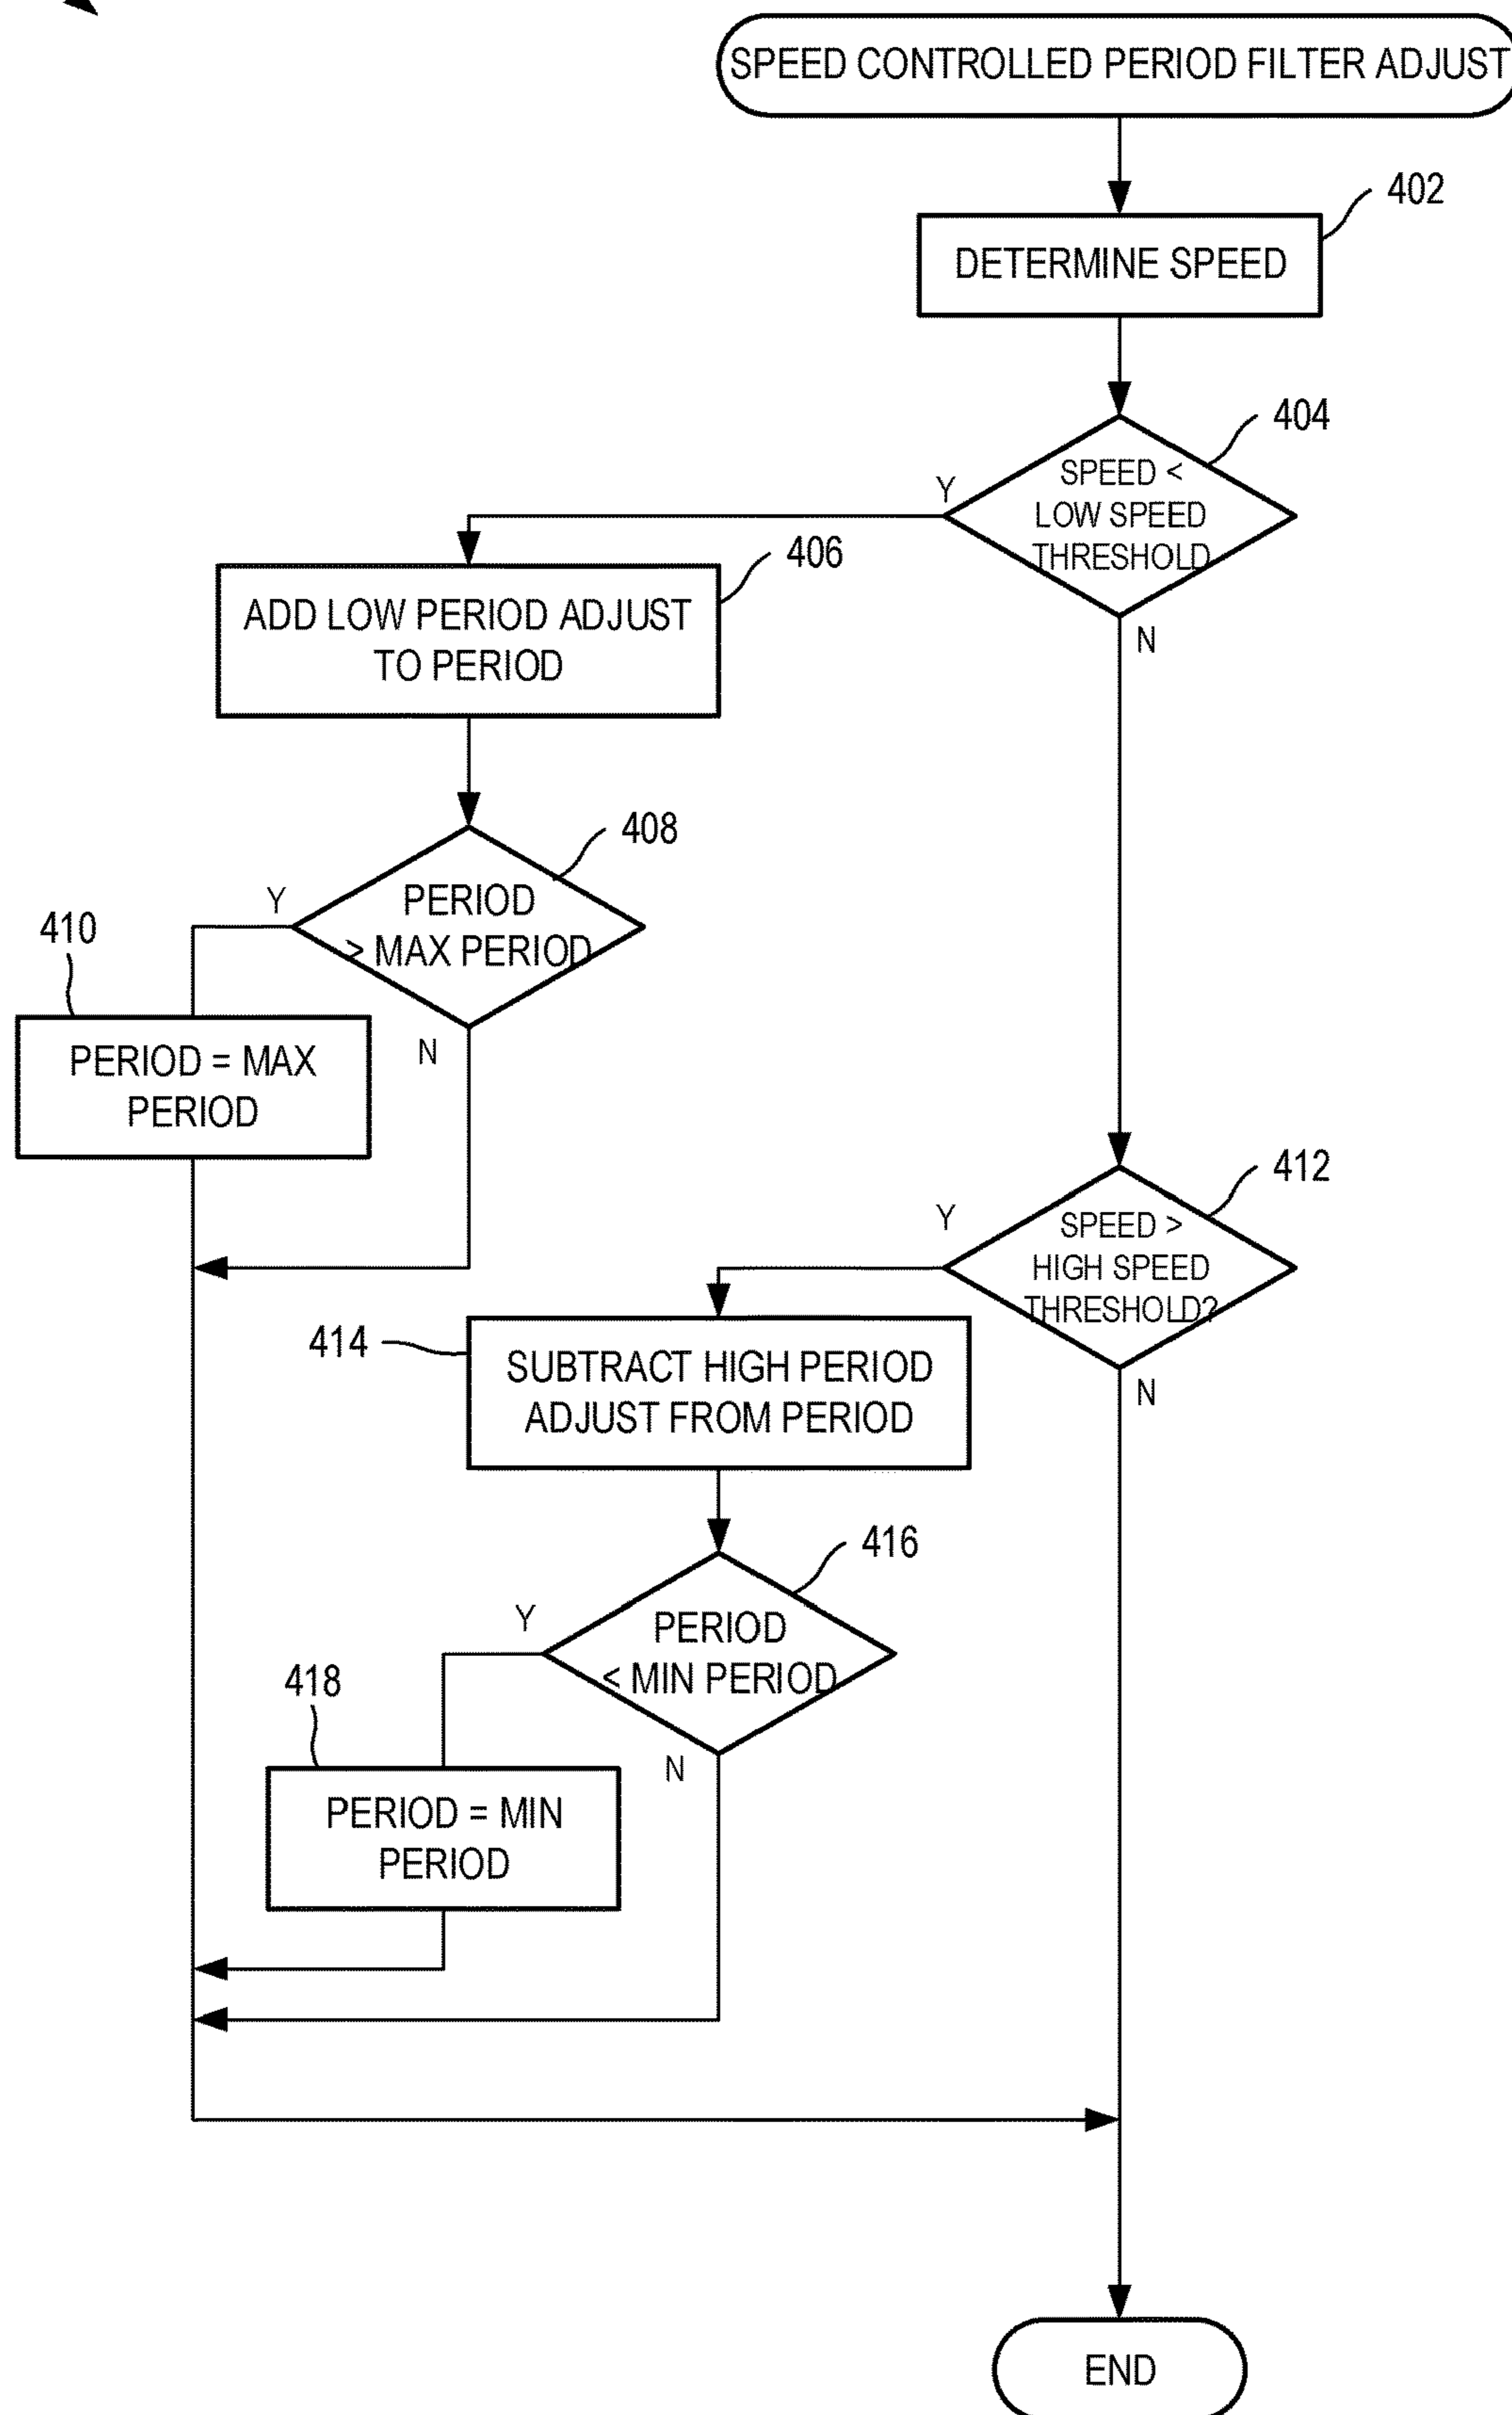 SPEED CONTROLLED PERIOD FILTER ADJUST
402
DETERMINE SPEED
404
SPEED <
LOW SPEED
THRESHOLD
Y
N
406
ADD LOW PERIOD ADJUST
TO PERIOD
408
PERIOD
> MAX PERIOD
Y
N
410
PERIOD = MAX
PERIOD
412
SPEED >
HIGH SPEED
THRESHOLD?
Y
N
414
SUBTRACT HIGH PERIOD
ADJUST FROM PERIOD
416
PERIOD
< MIN PERIOD
Y
N
418
PERIOD = MIN
PERIOD
END